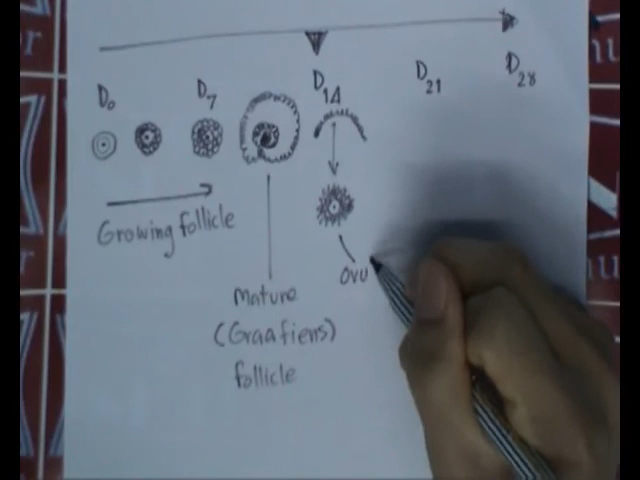 D0 D7 D14 D21 D28
Growing follicle
Mature
(Graafiens)
follicle
ovu